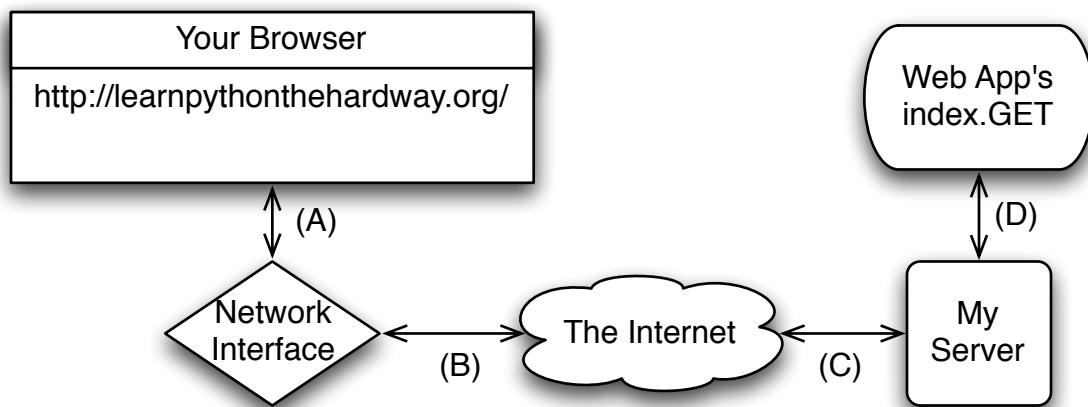 Your Browser
http://learnpythonthehardway.org/
Web App's
index.GET
(A)
(D)
Network
Interface
(B)
The Internet
(C)
My
Server